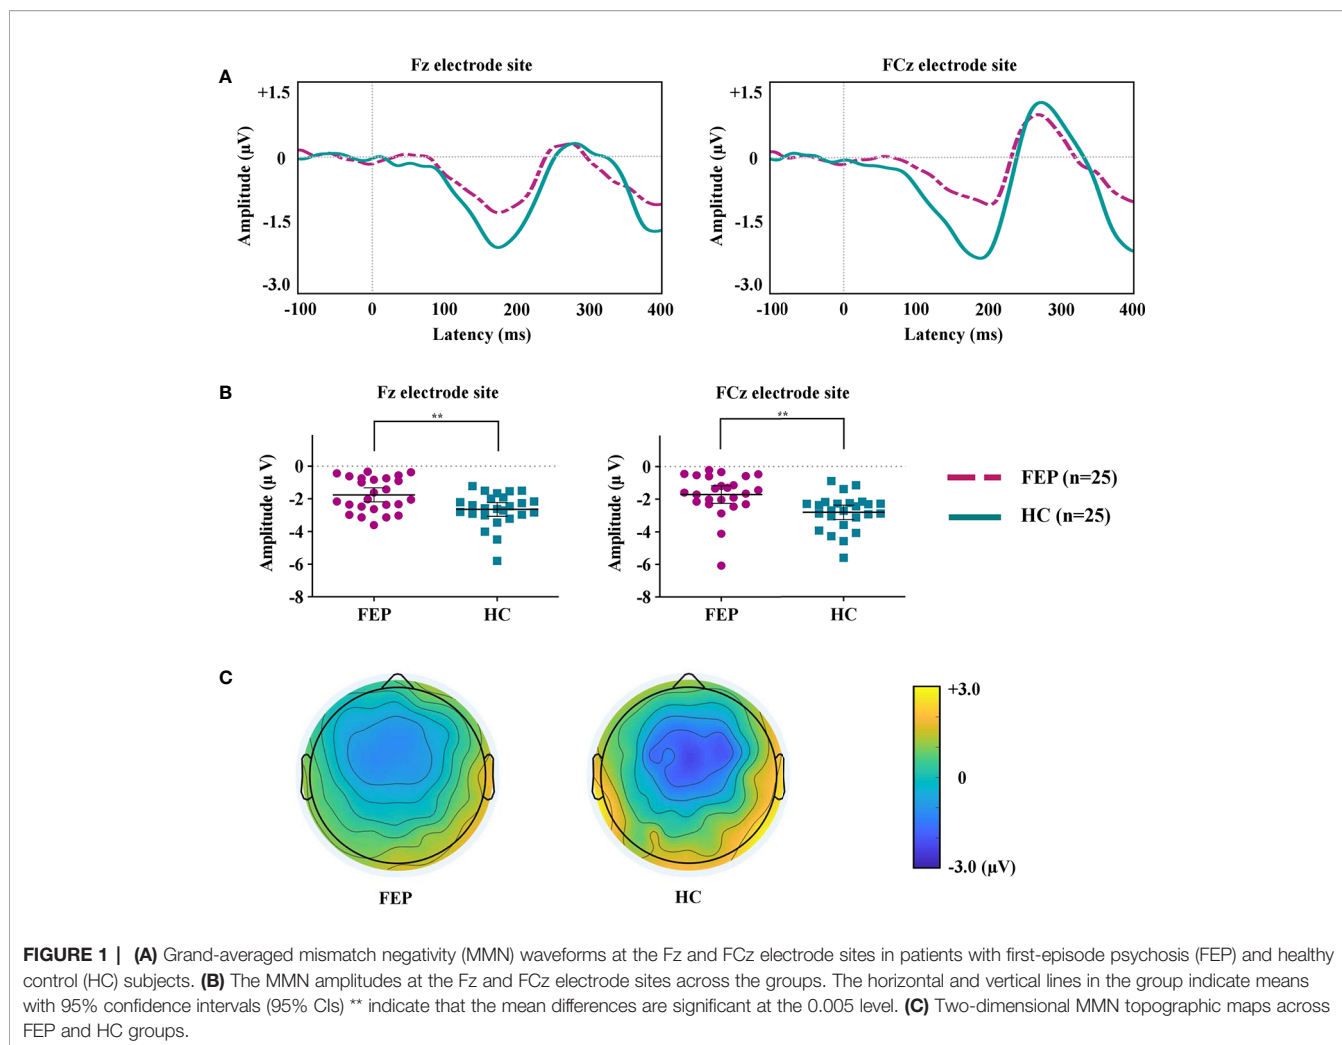 A
Fz electrode site
FCz electrode site
Amplitude (µV)
+1.5
0
-1.5
-3.0
-100 0 100 200 300 400
Latency (ms)
Amplitude (µV)
+1.5
0
-1.5
-3.0
-100 0 100 200 300 400
Latency (ms)
B
Fz electrode site
FCz electrode site
**
**
Amplitude (µ V)
0
-2
-4
-6
-8
FEP HC
Amplitude (µV)
0
-2
-4
-6
-8
FEP HC
FEP (n=25)
HC (n=25)
C
FEP
HC
+3.0
0
-3.0 (µV)
FIGURE 1 | (A) Grand-averaged mismatch negativity (MMN) waveforms at the Fz and FCz electrode sites in patients with first-episode psychosis (FEP) and healthy
control (HC) subjects. (B) The MMN amplitudes at the Fz and FCz electrode sites across the groups. The horizontal and vertical lines in the group indicate means
with 95% confidence intervals (95% CIs) ** indicate that the mean differences are significant at the 0.005 level. (C) Two-dimensional MMN topographic maps across
FEP and HC groups.